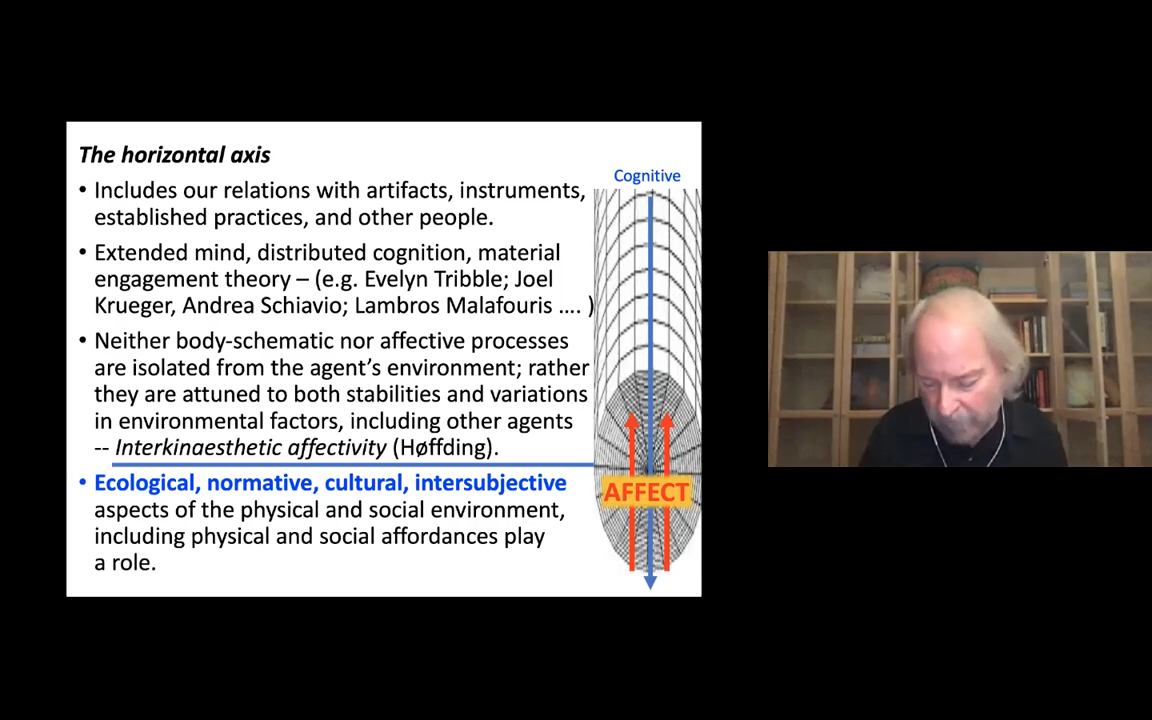 The horizontal axis
Cognitive
• Includes our relations with artifacts, instruments,
established practices, and other people.
• Extended mind, distributed cognition, material
engagement theory – (e.g. Evelyn Tribble; Joel
Krueger, Andrea Schiavio; Lambros Malafouris .... )
• Neither body-schematic nor affective processes
are isolated from the agent’s environment; rather
they are attuned to both stabilities and variations
in environmental factors, including other agents
-- Interkinaesthetic affectivity (Høffding).
• Ecological, normative, cultural, intersubjective
AFFECT
aspects of the physical and social environment,
including physical and social affordances play
a role.